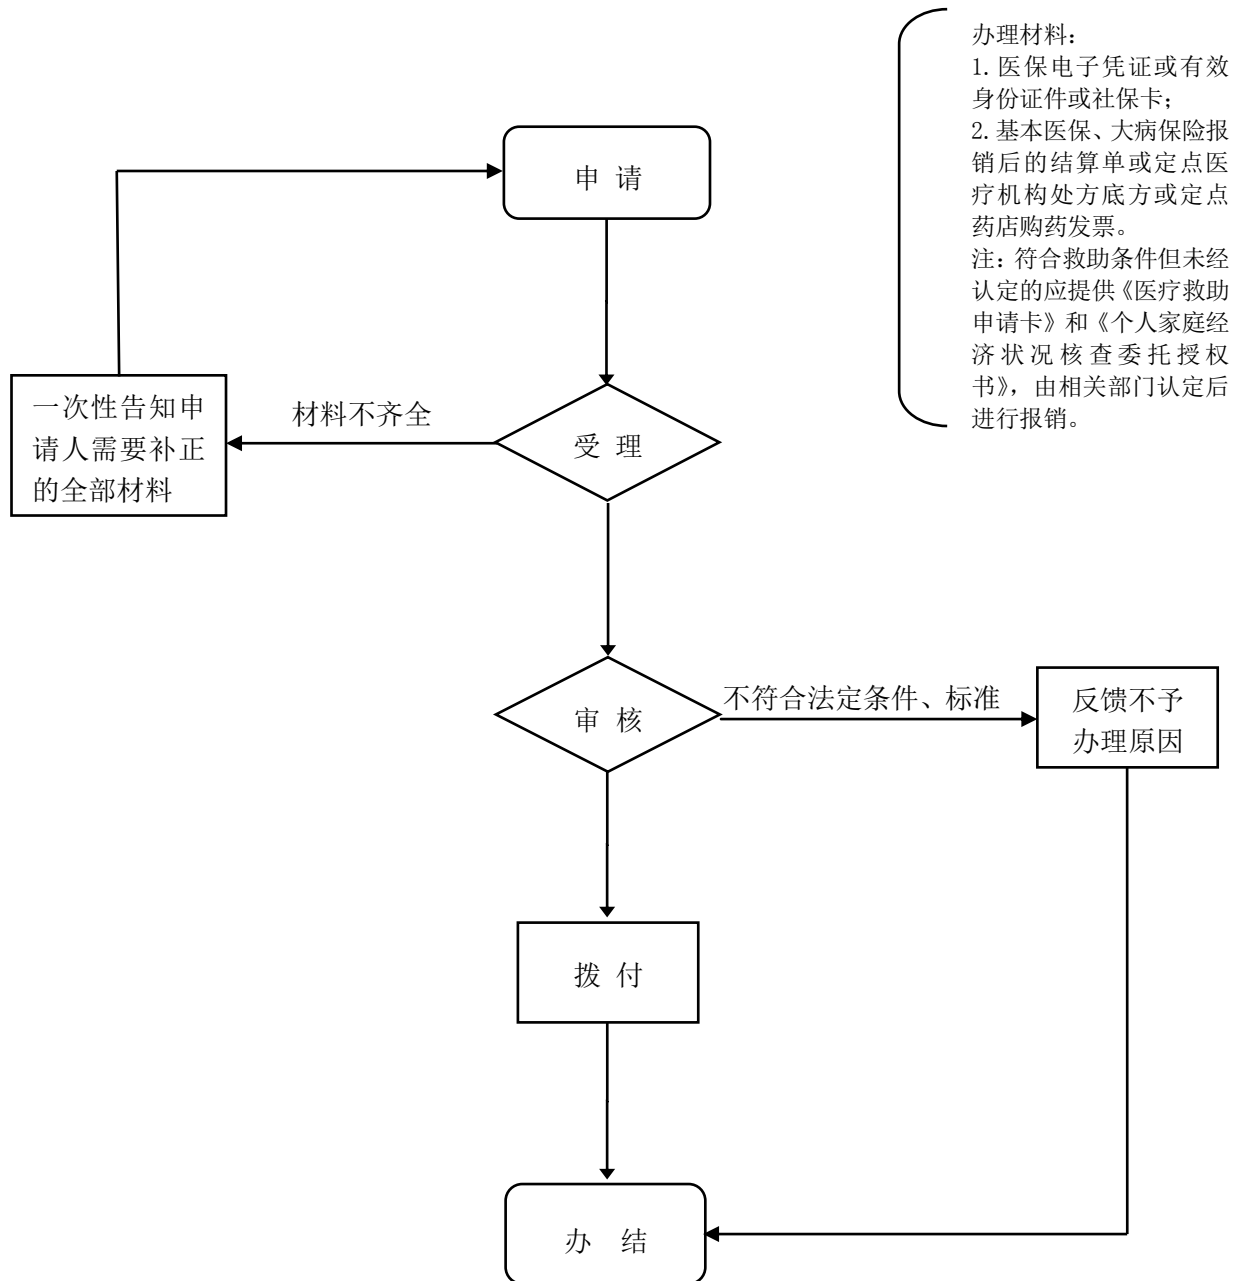 办理材料：
1.医保电子凭证或有效
身份证件或社保卡；
2.基本医保、大病保险报
销后的结算单或定点医
疗机构处方底方或定点
药店购药发票。
注：符合救助条件但未经
认定的应提供《医疗救助
申请卡》和《个人家庭经
济状况核查委托授权
书》，由相关部门认定后
进行报销。
申 请
一次性告知申
请人需要补正
的全部材料
材料不齐全
受 理
审 核
不符合法定条件、标准
反馈不予
办理原因
拨 付
办 结